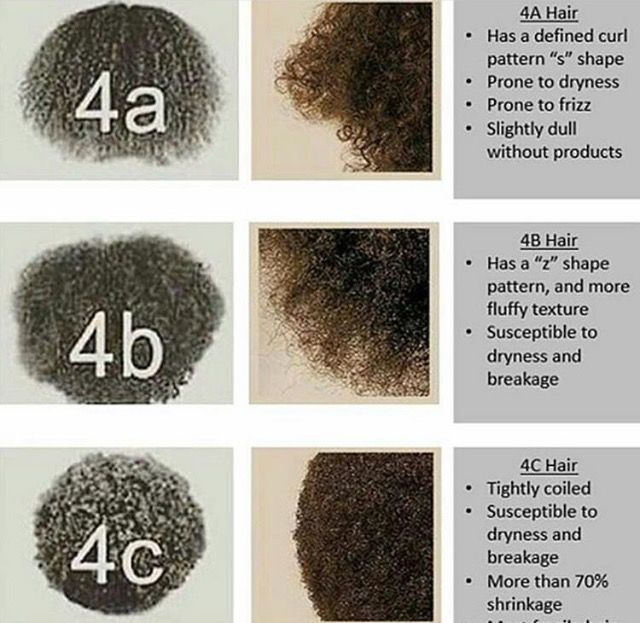 4a
4A Hair
• Has a defined curl
pattern “s” shape
• Prone to dryness
• Prone to frizz
• Slightly dull
without products
4b
4B Hair
• Has a “z” shape
pattern, and more
fluffy texture
• Susceptible to
dryness and
breakage
4c
4C Hair
• Tightly coiled
• Susceptible to
dryness and
breakage
• More than 70%
shrinkage